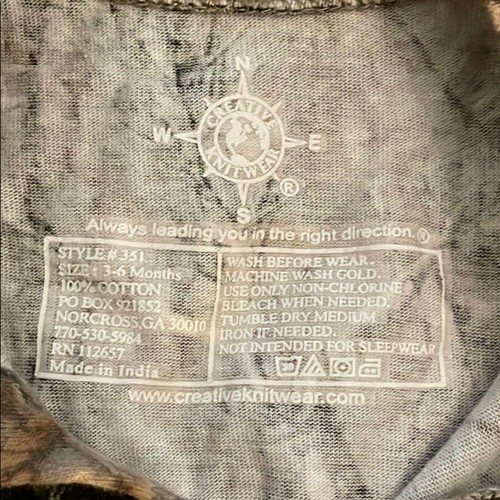 N
CREATIVE
W E
KNITWEAR
®
S
Always leading you in the right direction.®
STYLE # 351
SIZE : 3-6 Months
100% COTTON
PO BOX 921852
NORCROSS,GA 30010
770-530-5984
RN 112657
Made in India
WASH BEFORE WEAR.
MACHINE WASH GOLD.
USE ONLY NON-CHLORINE
BLEACH WHEN NEEDED.
TUMBLE DRY MEDIUM
IRON IF NEEDED.
NOT INTENDED FOR SLEEPWEAR
www.creativeknitwear.com